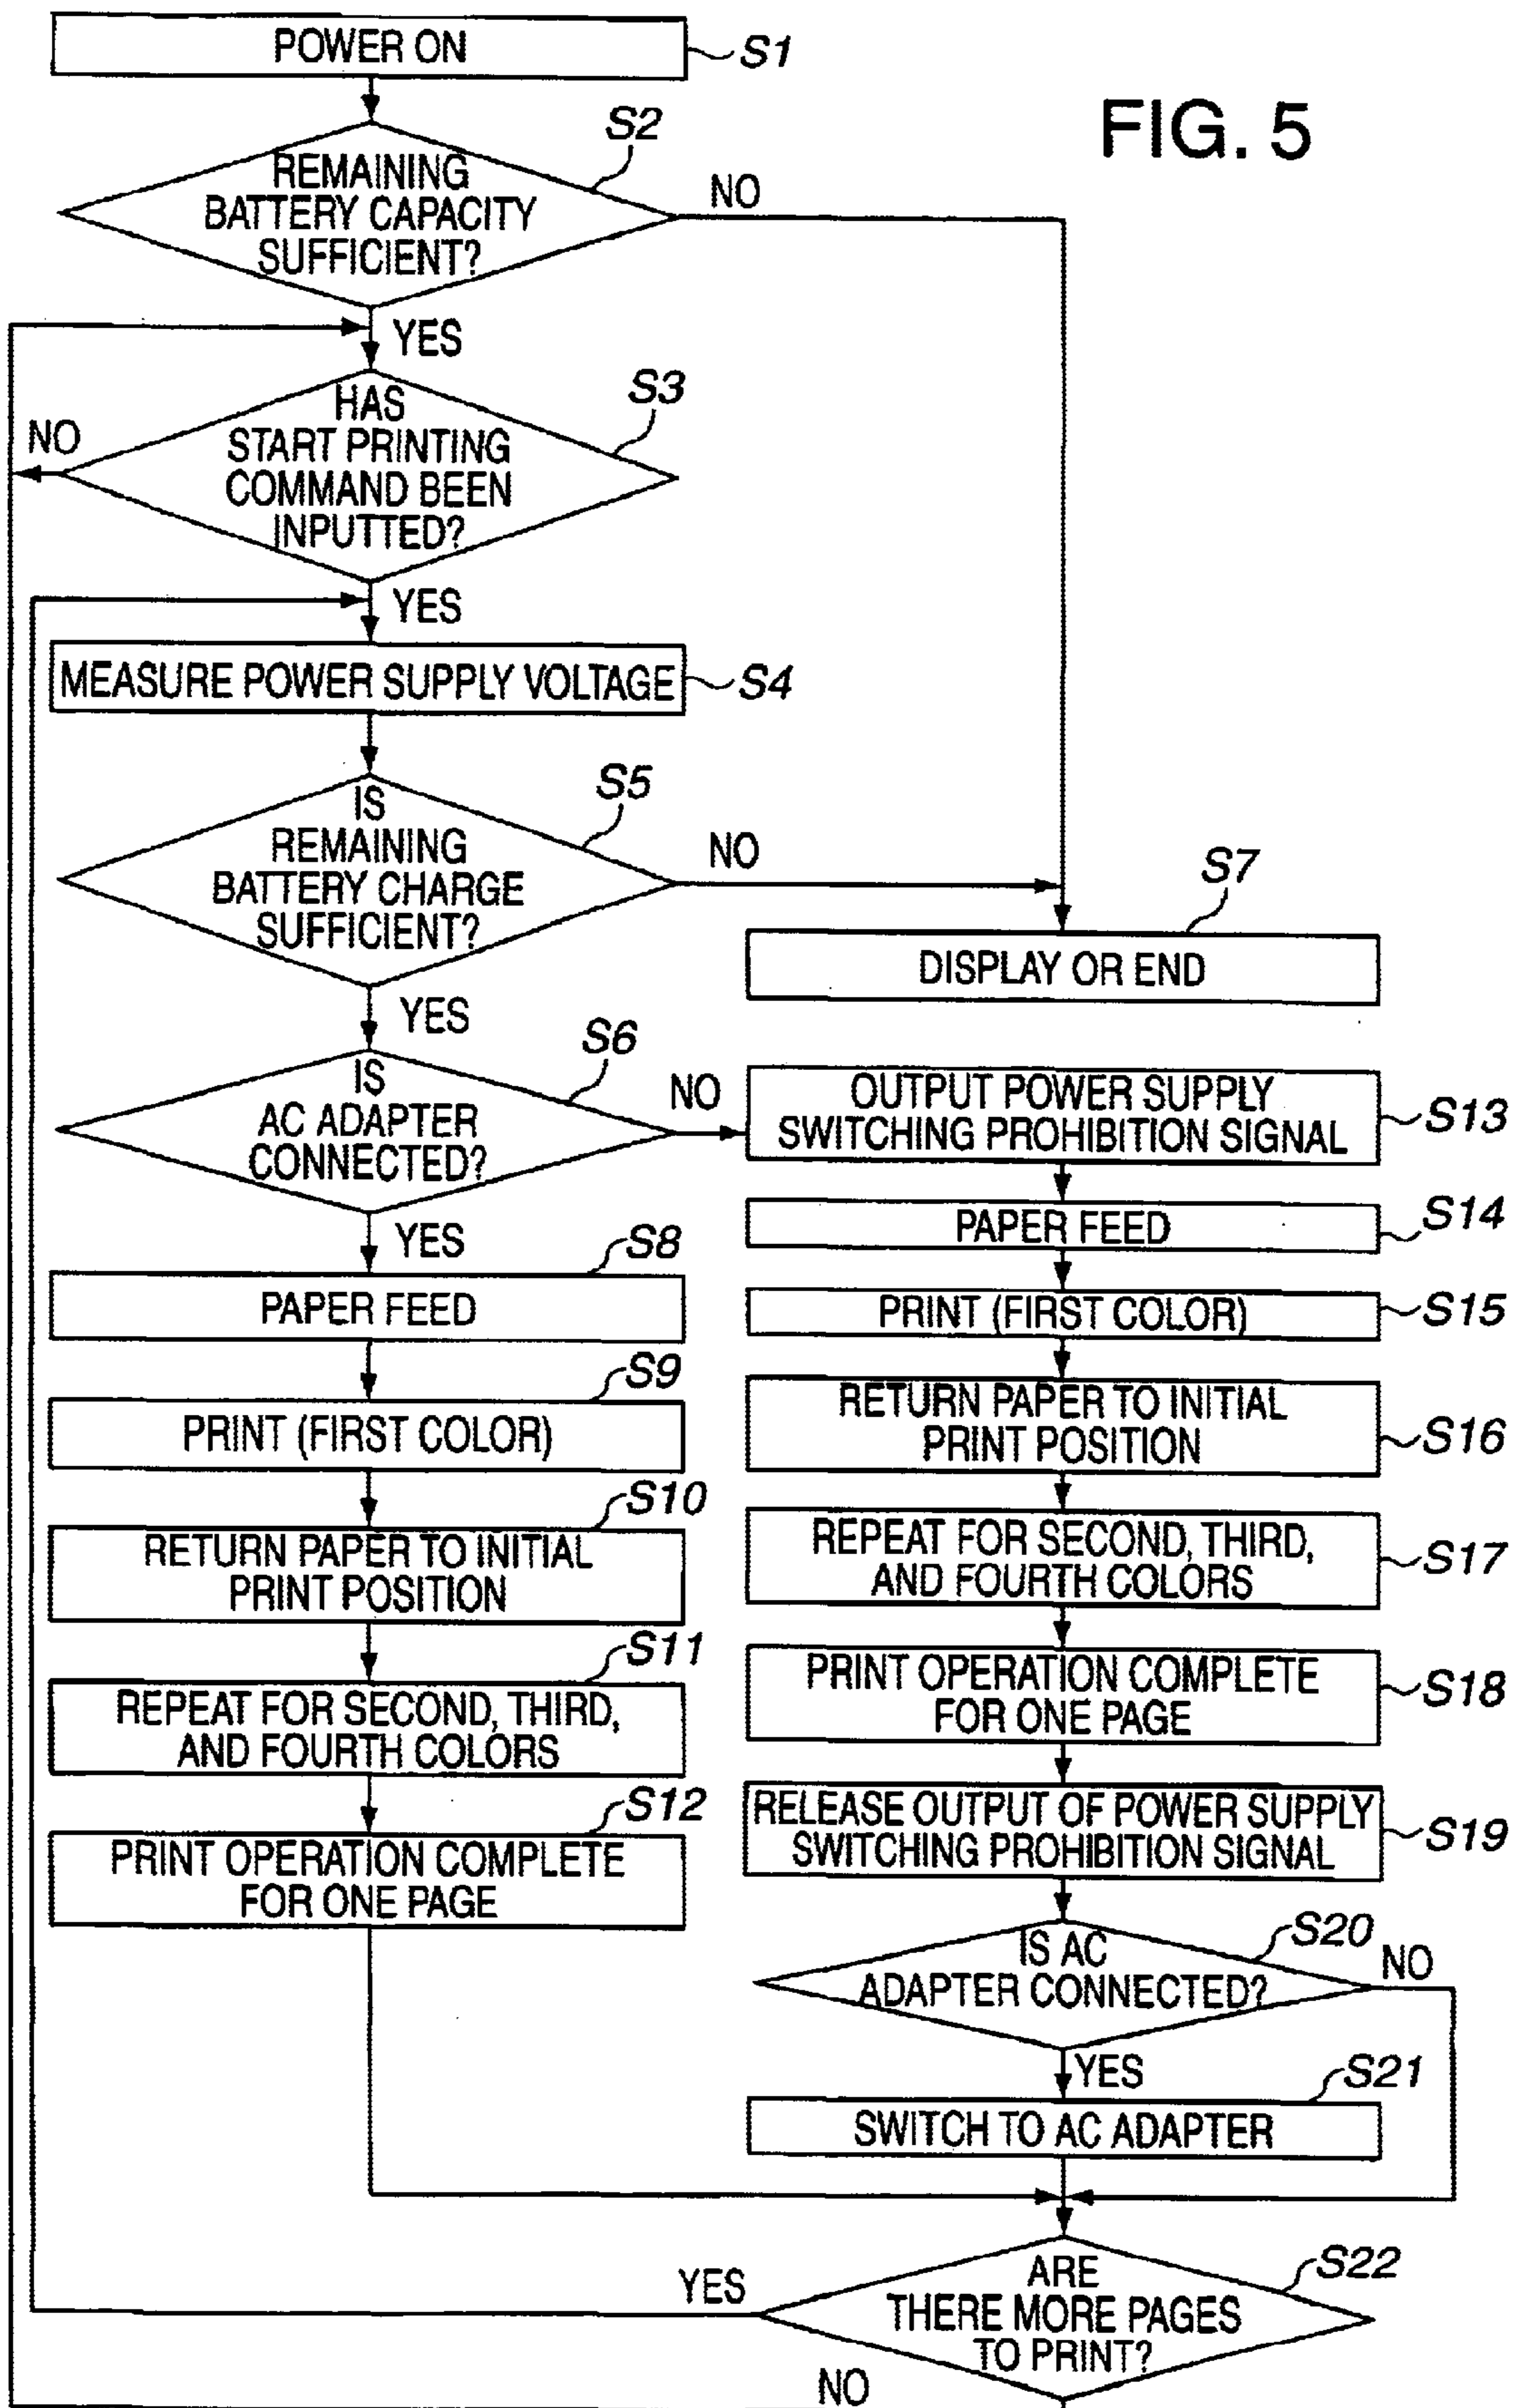 FIG. 5
POWER ON
S1
REMAINING
BATTERY CAPACITY
SUFFICIENT?
S2
NO
YES
HAS
START PRINTING
COMMAND BEEN
INPUTTED?
S3
NO
YES
MEASURE POWER SUPPLY VOLTAGE
S4
IS
REMAINING
BATTERY CHARGE
SUFFICIENT?
S5
NO
YES
S7
DISPLAY OR END
IS
AC ADAPTER
CONNECTED?
S6
NO
YES
S8
PAPER FEED
S9
PRINT (FIRST COLOR)
S10
RETURN PAPER TO INITIAL
PRINT POSITION
S11
REPEAT FOR SECOND, THIRD,
AND FOURTH COLORS
S12
PRINT OPERATION COMPLETE
FOR ONE PAGE
OUTPUT POWER SUPPLY
SWITCHING PROHIBITION SIGNAL
S13
PAPER FEED
S14
PRINT (FIRST COLOR)
S15
RETURN PAPER TO INITIAL
PRINT POSITION
S16
REPEAT FOR SECOND, THIRD,
AND FOURTH COLORS
S17
PRINT OPERATION COMPLETE
FOR ONE PAGE
S18
RELEASE OUTPUT OF POWER SUPPLY
SWITCHING PROHIBITION SIGNAL
S19
IS AC
ADAPTER CONNECTED?
S20
NO
YES
S21
SWITCH TO AC ADAPTER
ARE
THERE MORE PAGES
TO PRINT?
S22
YES
NO